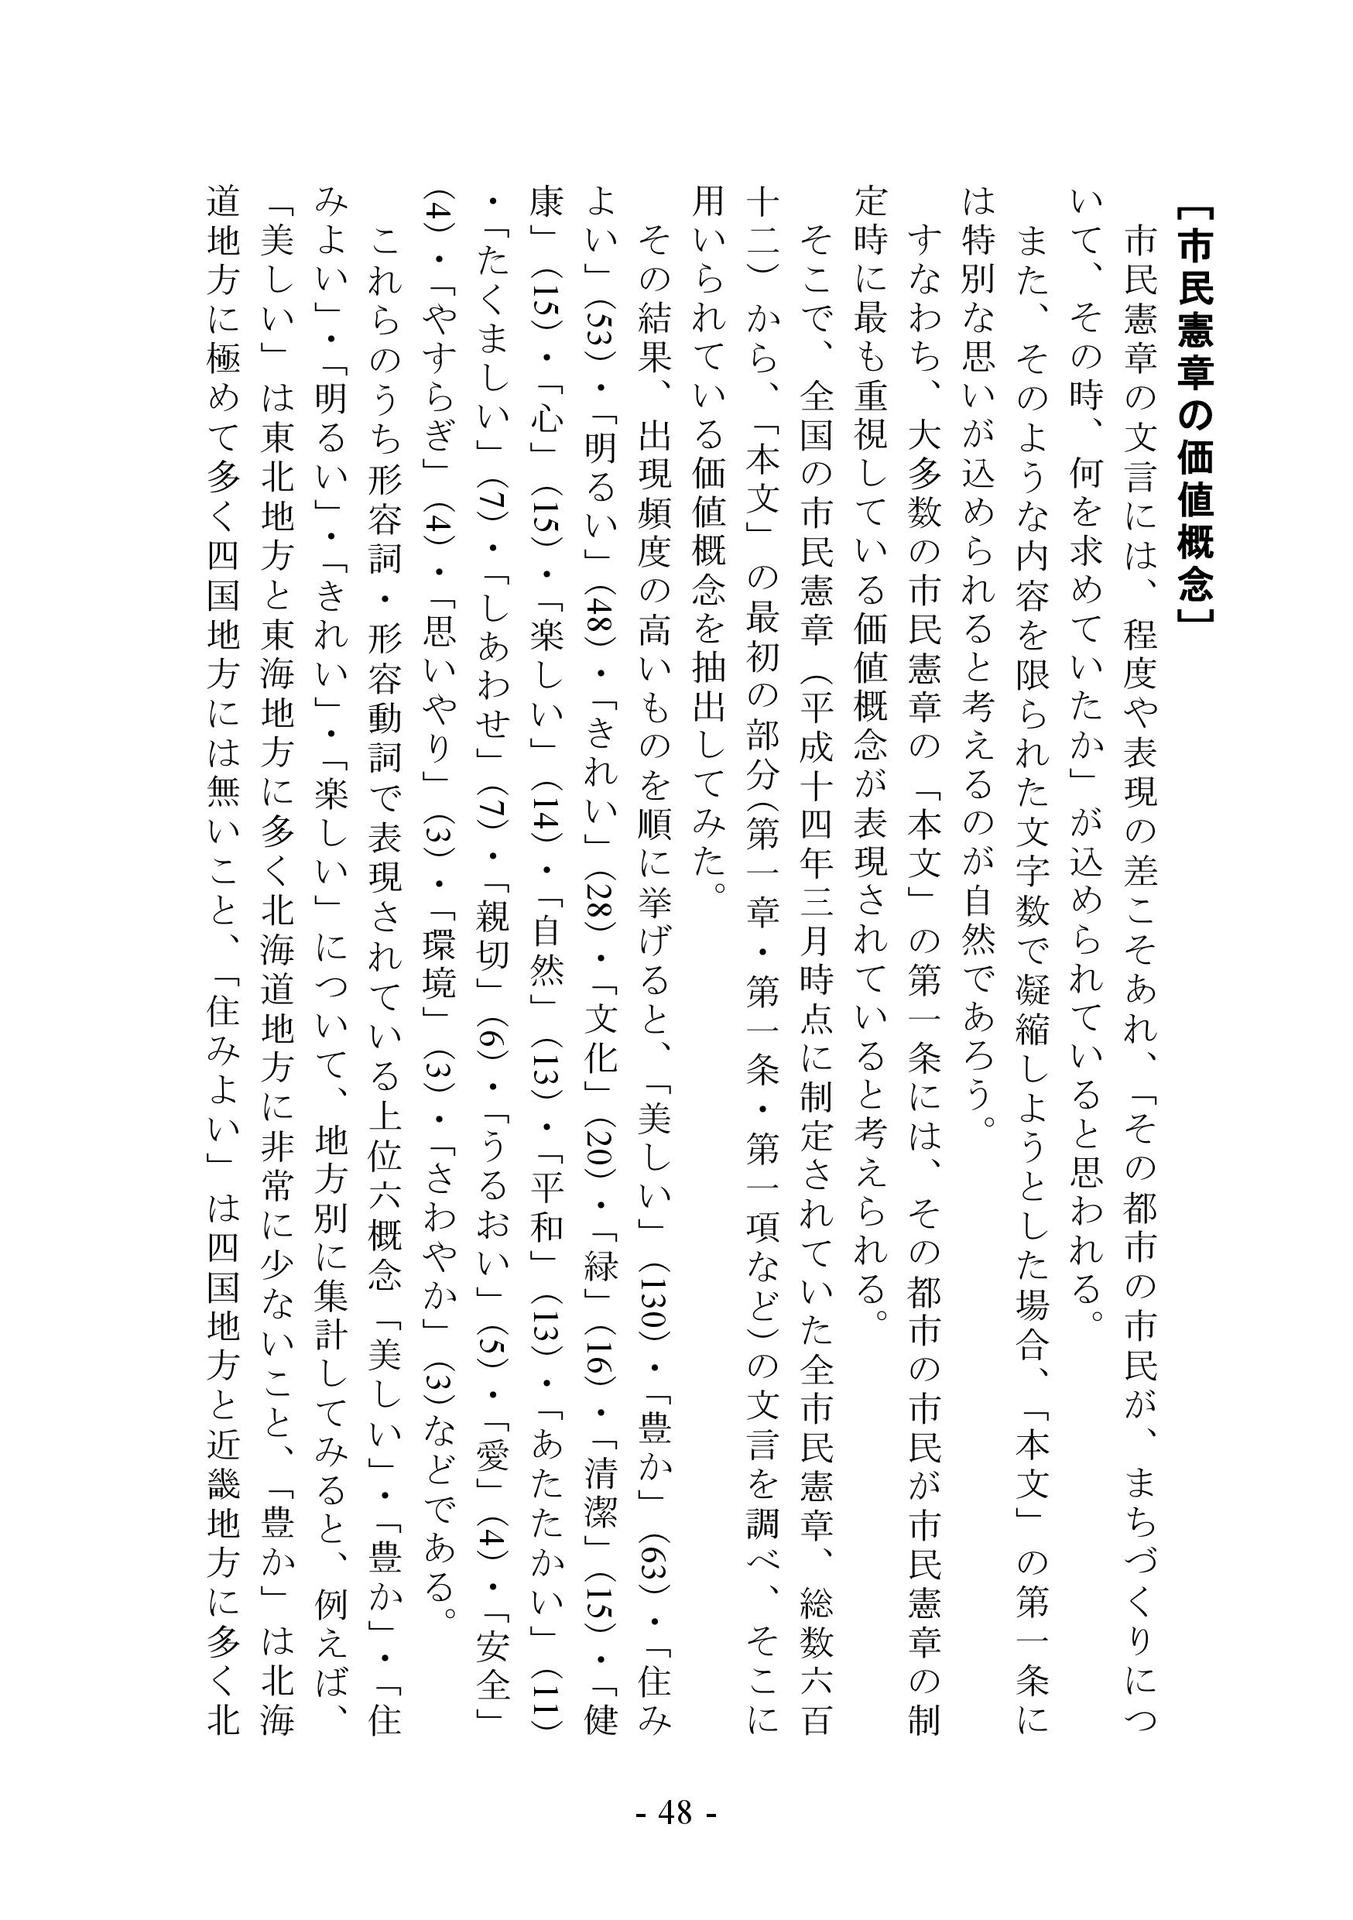 ［市民憲章の価値概念］
市民憲章の文言には、程度や表現の差こそあれ、「その都市の市民が、まちづくりにつ
いて、その時、何を求めていたか」が込められていると思われる。
また、そのような内容を限られた文字数で凝縮しようとした場合、「本文」の第一条に
は特別な思いが込められると考えるのが自然であろう。
すなわち、大多数の市民憲章の「本文」の第一条には、その都市の市民が市民憲章の制
定時に最も重視している価値概念が表現されていると考えられる。
そこで、全国の市民憲章（平成十四年三月時点に制定されていた全市民憲章、総数六百
十二）から、「本文」の最初の部分(第一章・第一条・第一項など)の文言を調べ、そこに
用いられている価値概念を抽出してみた。
その結果、出現頻度の高いものを順に挙げると、「美しい」(130)・「豊か」(63)・「住み
よい」(53)・「明るい」(48)・「きれい」(28)・「文化」(20)・「緑」(16)・「清潔」(15)・「健
康」(15)・「心」(15)・「楽しい」(14)・「自然」(13)・「平和」(13)・「あたたかい」(11)
・「たくましい」(7)・「しあわせ」(7)・「親切」(6)・「うるおい」(5)・「愛」(4)・「安全」
(4)・「やすらぎ」(4)・「思いやり」(3)・「環境」(3)・「さわやか」(3)などである。
これらのうち形容詞・形容動詞で表現されている上位六概念「美しい」・「豊か」・「住
みよい」・「明るい」・「きれい」・「楽しい」について、地方別に集計してみると、例えば、
「美しい」は東北地方と東海地方に多く北海道地方に非常に少ないこと、「豊か」は北海
道地方に極めて多く四国地方には無いこと、「住みよい」は四国地方と近畿地方に多く北
- 48 -